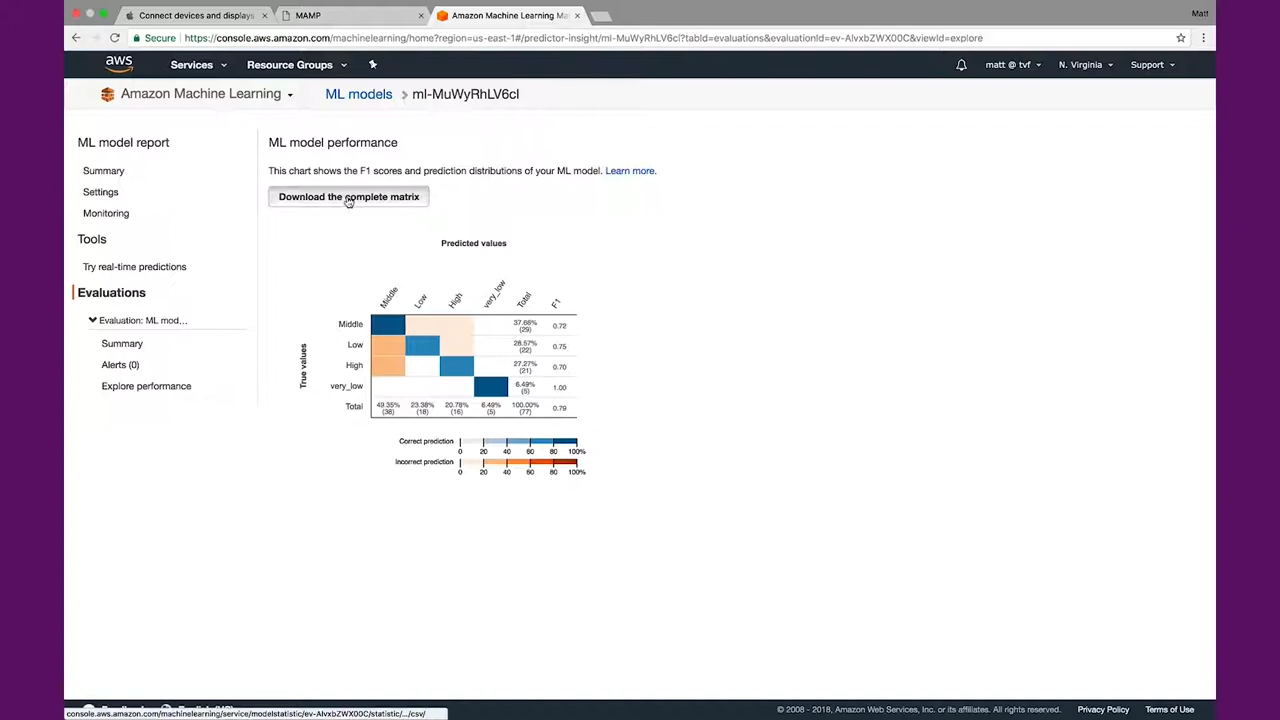 Connect devices and displays
MAMP
Amazon Machine Learning Ma
Matt
Secure
https://console.aws.amazon.com/machinelearning/home?region=us-east-1#/predictor-insight/ml-MuWyRhLV6cl?tabId=evaluations&evaluationId=ev-AlvxbZWX00C&viewId=explore
aws
Services
Resource Groups
matt @ tvf
N. Virginia
Support
Amazon Machine Learning
ML models > ml-MuWyRhLV6cl
ML model report
Summary
Settings
Monitoring
Tools
Try real-time predictions
Evaluations
Evaluation: ML mod...
Summary
Alerts (0)
Explore performance
ML model performance
This chart shows the F1 scores and prediction distributions of your ML model. Learn more.
Download the complete matrix
Predicted values
Middle Low High very_low Total F1
True values
Middle 37.66% (29) 0.72
Low 28.57% (22) 0.75
High 27.27% (21) 0.70
very_low 6.49% (5) 1.00
Total 49.35% (38) 23.38% (18) 20.78% (16) 6.49% (5) 100.00% (77) 0.79
Correct prediction
0 20 40 60 80 100%
Incorrect prediction
0 20 40 60 80 100%
console.aws.amazon.com/machinelearning/service/modelstatistic/ev-AlvxbZWX00C/statistic/.../csv/
© 2008 - 2018, Amazon Web Services, Inc. or its affiliates. All rights reserved.
Privacy Policy
Terms of Use